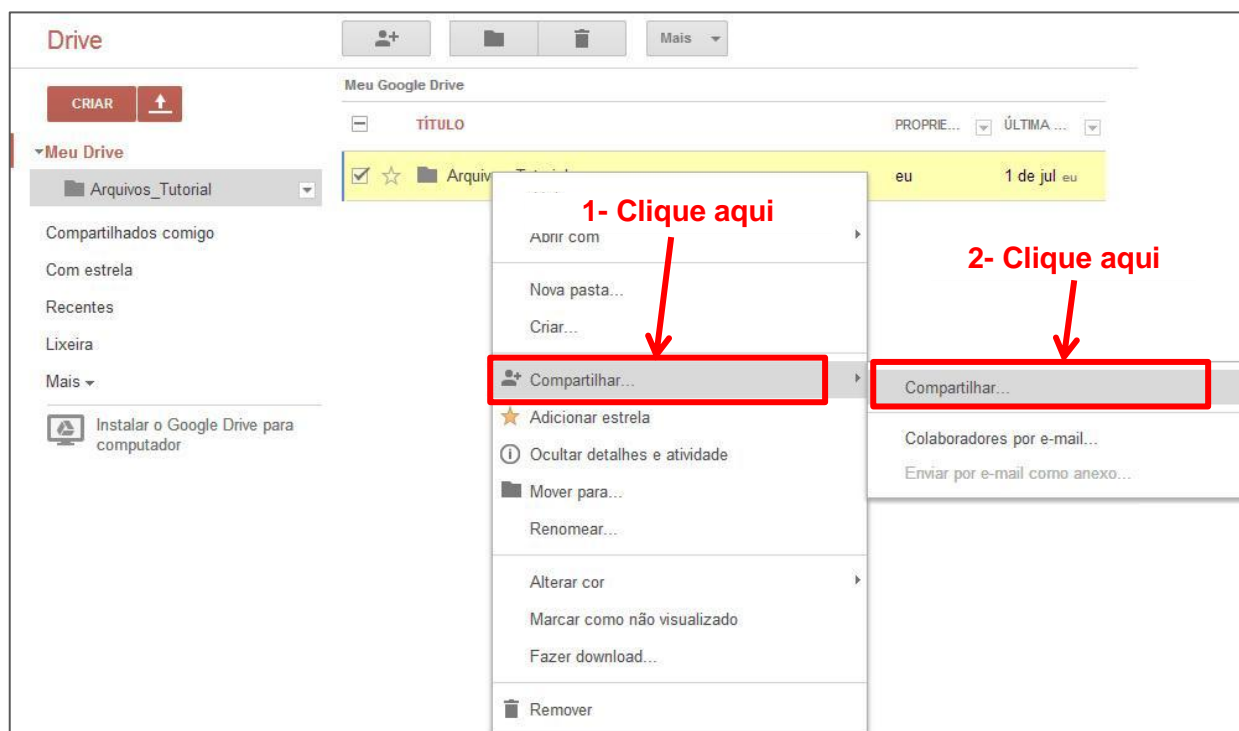 Drive
Mais
Meu Google Drive
CRIAR
TÍTULO
PROPRIE...
ÚLTIMA ...
Meu Drive
Arquivos_Tutorial
eu
1 de jul eu
1- Clique aqui
Abrir com
2- Clique aqui
Compartilhados comigo
Com estrela
Recentes
Lixeira
Mais
Instalar o Google Drive para
computador
Nova pasta...
Criar...
Compartilhar...
Adicionar estrela
Ocultar detalhes e atividade
Mover para...
Renomear...
Alterar cor
Marcar como não visualizado
Fazer download...
Remover
Compartilhar...
Colaboradores por e-mail...
Enviar por e-mail como anexo...